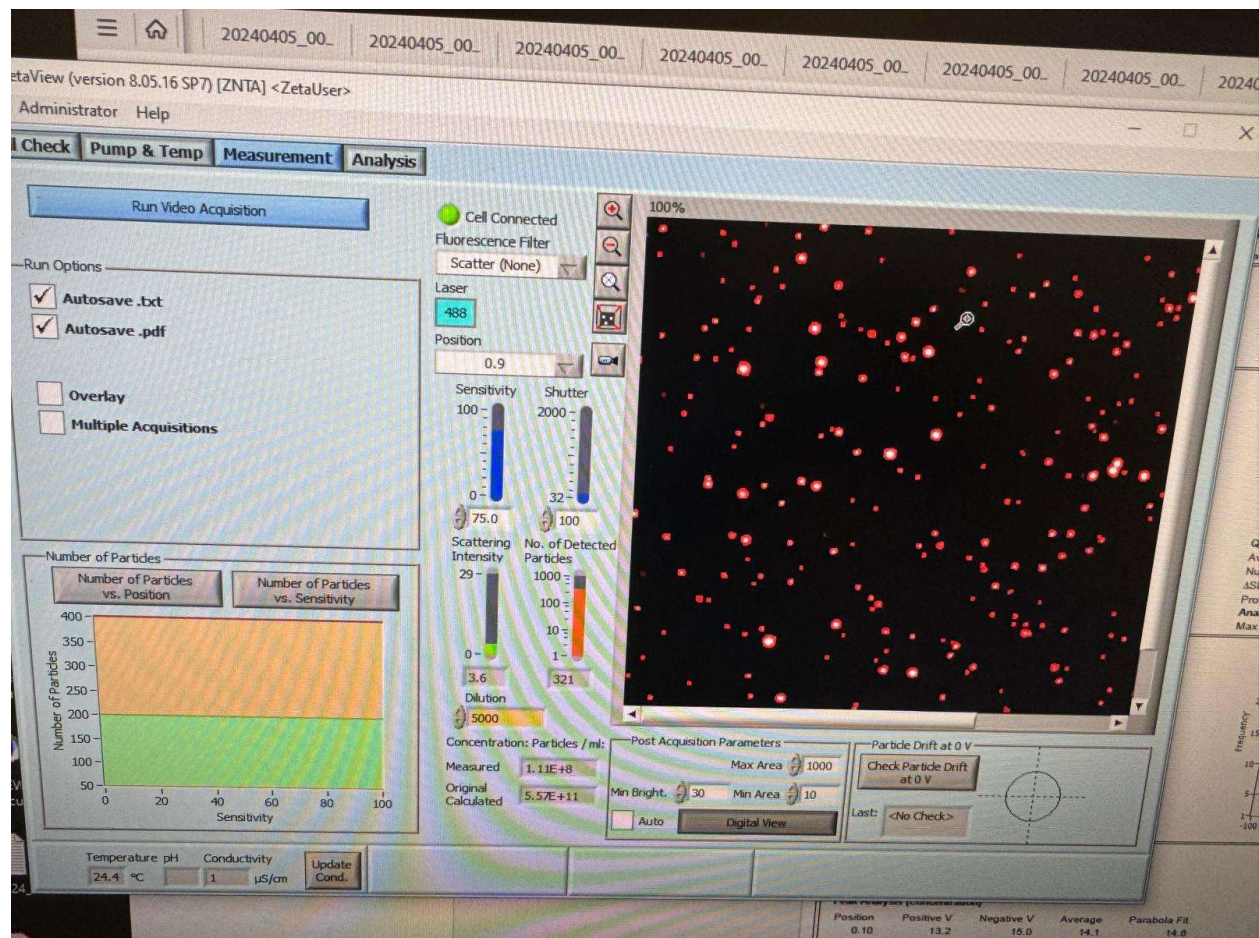 20240405_00_ 20240405_00_ 20240405_00_ 20240405_00_ 20240405_00_ 20240405_00_ 20240405_00_
etaView (version 8.05.16 SP7) [ZNTA] <ZetaUser>
Administrator Help
Check Pump & Temp Measurement Analysis
Run Video Acquisition
Run Options
Autosave .txt
Autosave .pdf
Overlay
Multiple Acquisitions
Cell Connected
Fluorescence Filter
Scatter (None)
Laser
488
Position
0.9
Sensitivity Shutter
100 2000
0 32
75.0 100
Scattering Intensity
No. of Detected Particles
29 1000
100
10
0 1
3.6 321
Dilution
5000
Concentration: Particles / ml:
Measured 1.11E+8
Original Calculated 5.57E+11
100%
Number of Particles
Number of Particles vs. Position
Number of Particles vs. Sensitivity
Number of Particles
400
350
300
250
200
150
100
50
0 20 40 60 80 100
Sensitivity
Post Acquisition Parameters
Max Area 1000
Min Bright. 30 Min Area 10
Auto Digital View
Particle Drift at 0 V
Check Particle Drift at 0 V
Last: <No Check>
Temperature pH Conductivity
24.4 °C 1 µS/cm
Update Cond.
Max
Frequency
Position Positive V Negative V Average Parabola Fit
0.10 13.2 15.0 14.1 14.6